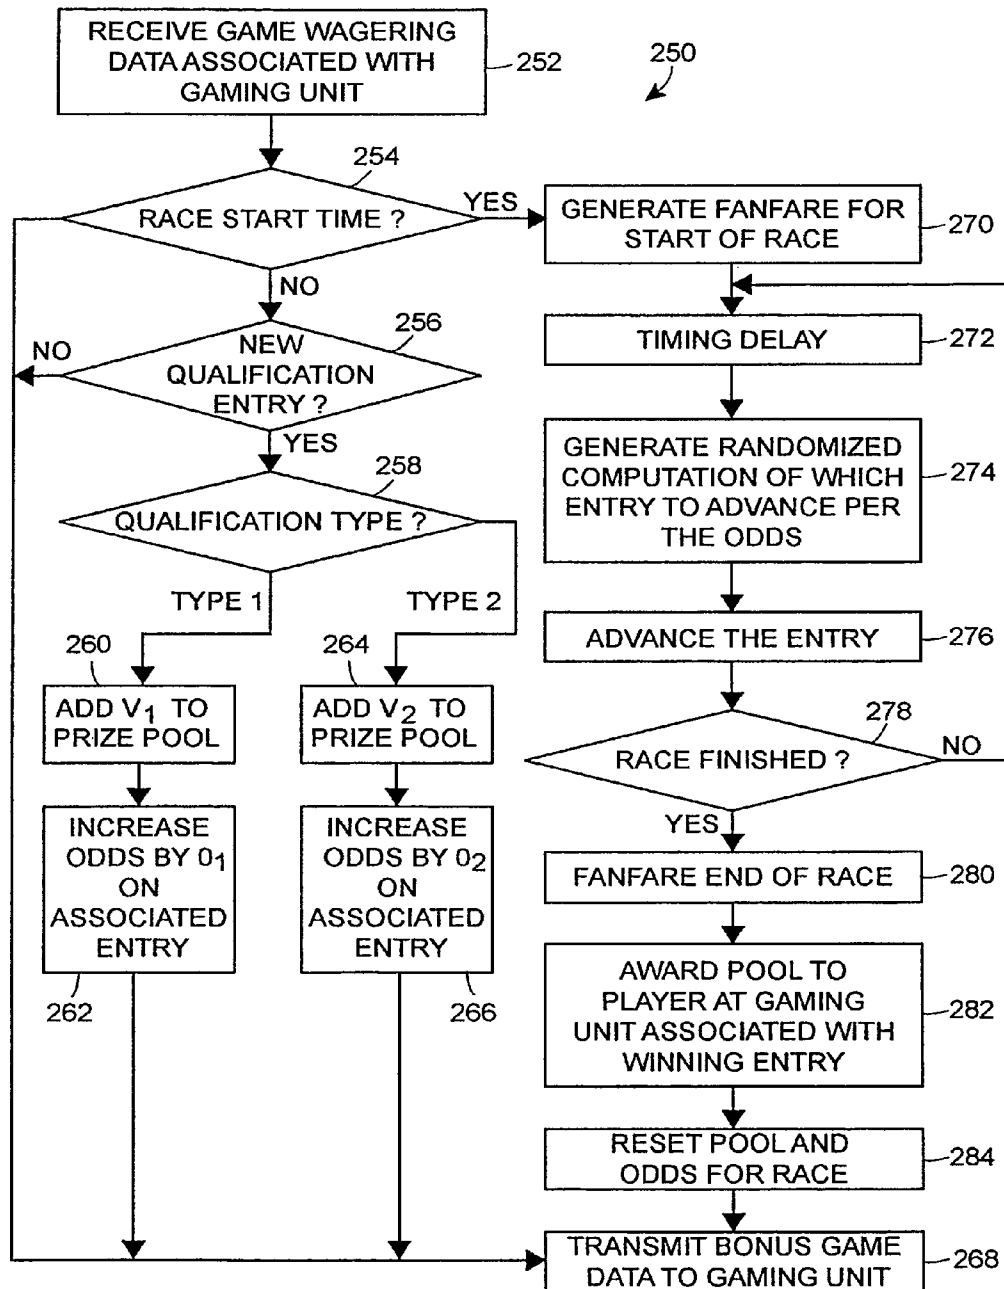 RECEIVE GAME WAGERING
DATA ASSOCIATED WITH
GAMING UNIT
252
250
254
RACE START TIME ?
YES
NO
GENERATE FANFARE FOR
START OF RACE
270
256
NEW
QUALIFICATION
ENTRY ?
NO
YES
TIMING DELAY
272
258
QUALIFICATION TYPE ?
TYPE 1
TYPE 2
GENERATE RANDOMIZED
COMPUTATION OF WHICH
ENTRY TO ADVANCE PER
THE ODDS
274
ADVANCE THE ENTRY
276
260
ADD V1 TO
PRIZE POOL
264
ADD V2 TO
PRIZE POOL
278
RACE FINISHED ?
NO
YES
INCREASE
ODDS BY 01
ON
ASSOCIATED
ENTRY
262
INCREASE
ODDS BY 02
ON
ASSOCIATED
ENTRY
266
FANFARE END OF RACE
280
AWARD POOL TO
PLAYER AT GAMING
UNIT ASSOCIATED WITH
WINNING ENTRY
282
RESET POOL AND
ODDS FOR RACE
284
TRANSMIT BONUS GAME
DATA TO GAMING UNIT
268